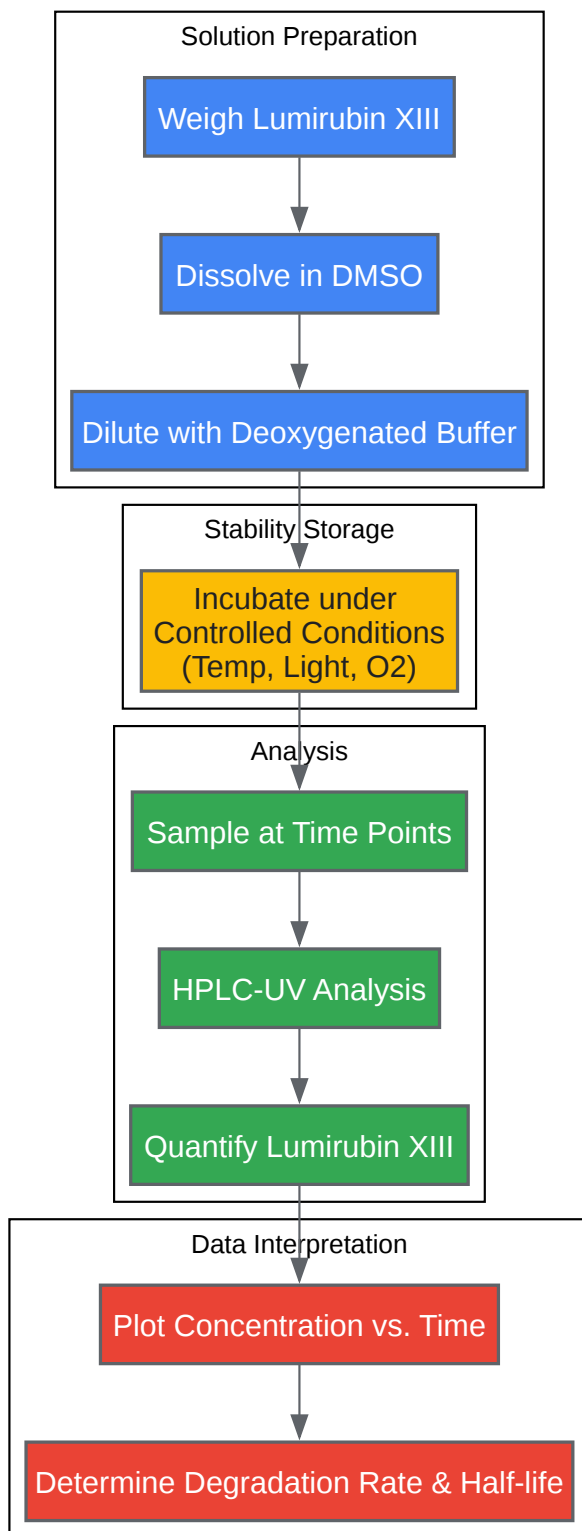 Solution Preparation
Weigh Lumirubin XIII
Dissolve in DMSO
Dilute with Deoxygenated Buffer
Stability Storage
Incubate under
Controlled Conditions
(Temp, Light, O2)
Analysis
Sample at Time Points
HPLC-UV Analysis
Quantify Lumirubin XIII
Data Interpretation
Plot Concentration vs. Time
Determine Degradation Rate & Half-life